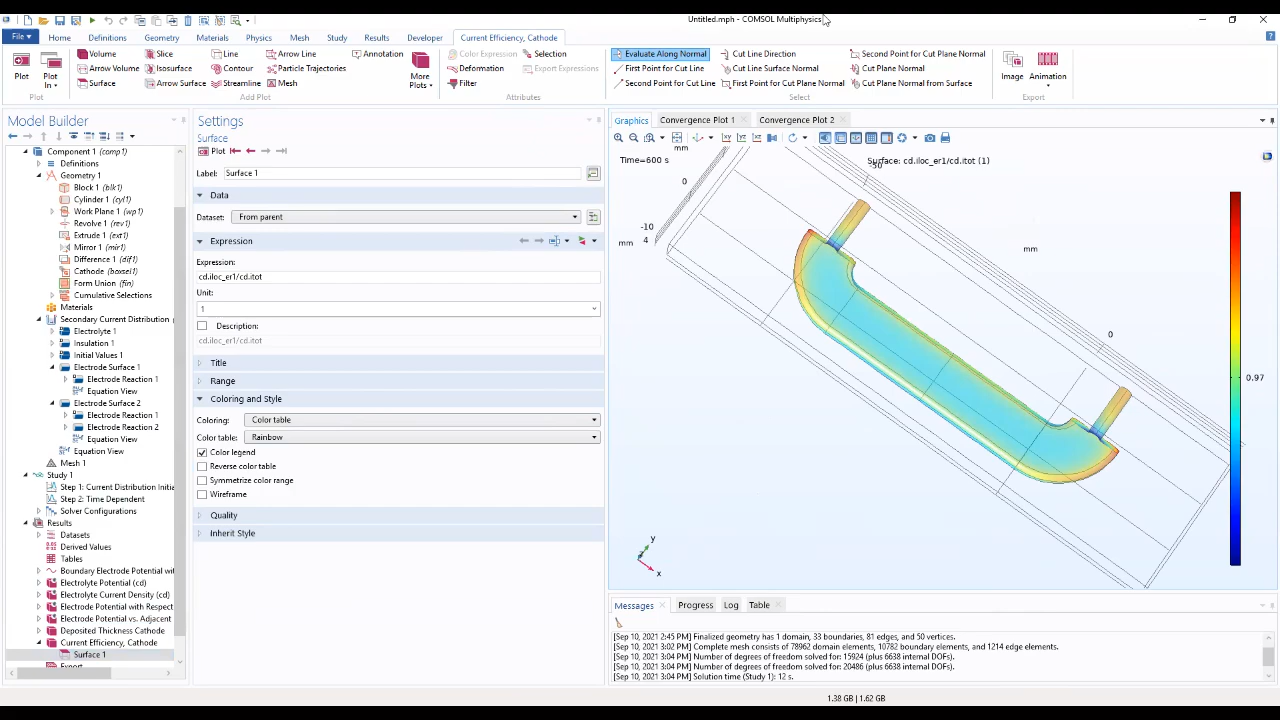 Untitled.mph - COMSOL Multiphysics
File
Home
Definitions
Geometry
Materials
Physics
Mesh
Study
Results
Developer
Current Efficiency, Cathode
Plot
Plot In
Plot
Volume
Arrow Volume
Surface
Slice
Isosurface
Arrow Surface
Line
Contour
Streamline
Arrow Line
Particle Trajectories
Mesh
Annotation
More Plots
Add Plot
Color Expression
Deformation
Filter
Selection
Export Expressions
Attributes
Evaluate Along Normal
First Point for Cut Line
Second Point for Cut Line
Cut Line Direction
Cut Line Surface Normal
First Point for Cut Plane Normal
Second Point for Cut Plane Normal
Cut Plane Normal
Cut Plane Normal from Surface
Select
Image
Animation
Export
Model Builder
Component 1 (comp1)
Definitions
Geometry 1
Block 1 (blk1)
Cylinder 1 (cyl1)
Work Plane 1 (wp1)
Revolve 1 (rev1)
Extrude 1 (ext1)
Mirror 1 (mir1)
Difference 1 (dif1)
Cathode (boxsel1)
Form Union (fin)
Cumulative Selections
Materials
Secondary Current Distribution
Electrolyte 1
Insulation 1
Initial Values 1
Electrode Surface 1
Electrode Reaction 1
Equation View
Electrode Surface 2
Electrode Reaction 1
Electrode Reaction 2
Equation View
Equation View
Mesh 1
Study 1
Step 1: Current Distribution Initia
Step 2: Time Dependent
Solver Configurations
Results
Datasets
Derived Values
Tables
Boundary Electrode Potential with
Electrolyte Potential (cd)
Electrolyte Current Density (cd)
Electrode Potential with Respect
Electrode Potential vs. Adjacent
Deposited Thickness Cathode
Current Efficiency, Cathode
Surface 1
Export
Settings
Surface
Plot
Label: Surface 1
Data
Dataset: From parent
Expression
Expression:
cd.iloc_er1/cd.itot
Unit:
1
Description:
cd.iloc_er1/cd.itot
Title
Range
Coloring and Style
Coloring: Color table
Color table: Rainbow
Color legend
Reverse color table
Symmetrize color range
Wireframe
Quality
Inherit Style
Graphics
Convergence Plot 1
Convergence Plot 2
Time=600 s
mm
Surface: cd.iloc_er1/cd.itot (1)
-50
0
-10
mm
4
mm
0
0.97
y
z
x
Messages
Progress
Log
Table
[Sep 10, 2021 2:45 PM] Finalized geometry has 1 domain, 33 boundaries, 81 edges, and 50 vertices.
[Sep 10, 2021 3:02 PM] Complete mesh consists of 78962 domain elements, 10782 boundary elements, and 1214 edge elements.
[Sep 10, 2021 3:04 PM] Number of degrees of freedom solved for: 15924 (plus 6638 internal DOFs).
[Sep 10, 2021 3:04 PM] Number of degrees of freedom solved for: 20486 (plus 6638 internal DOFs).
[Sep 10, 2021 3:04 PM] Solution time (Study 1): 12 s.
1.38 GB | 1.62 GB